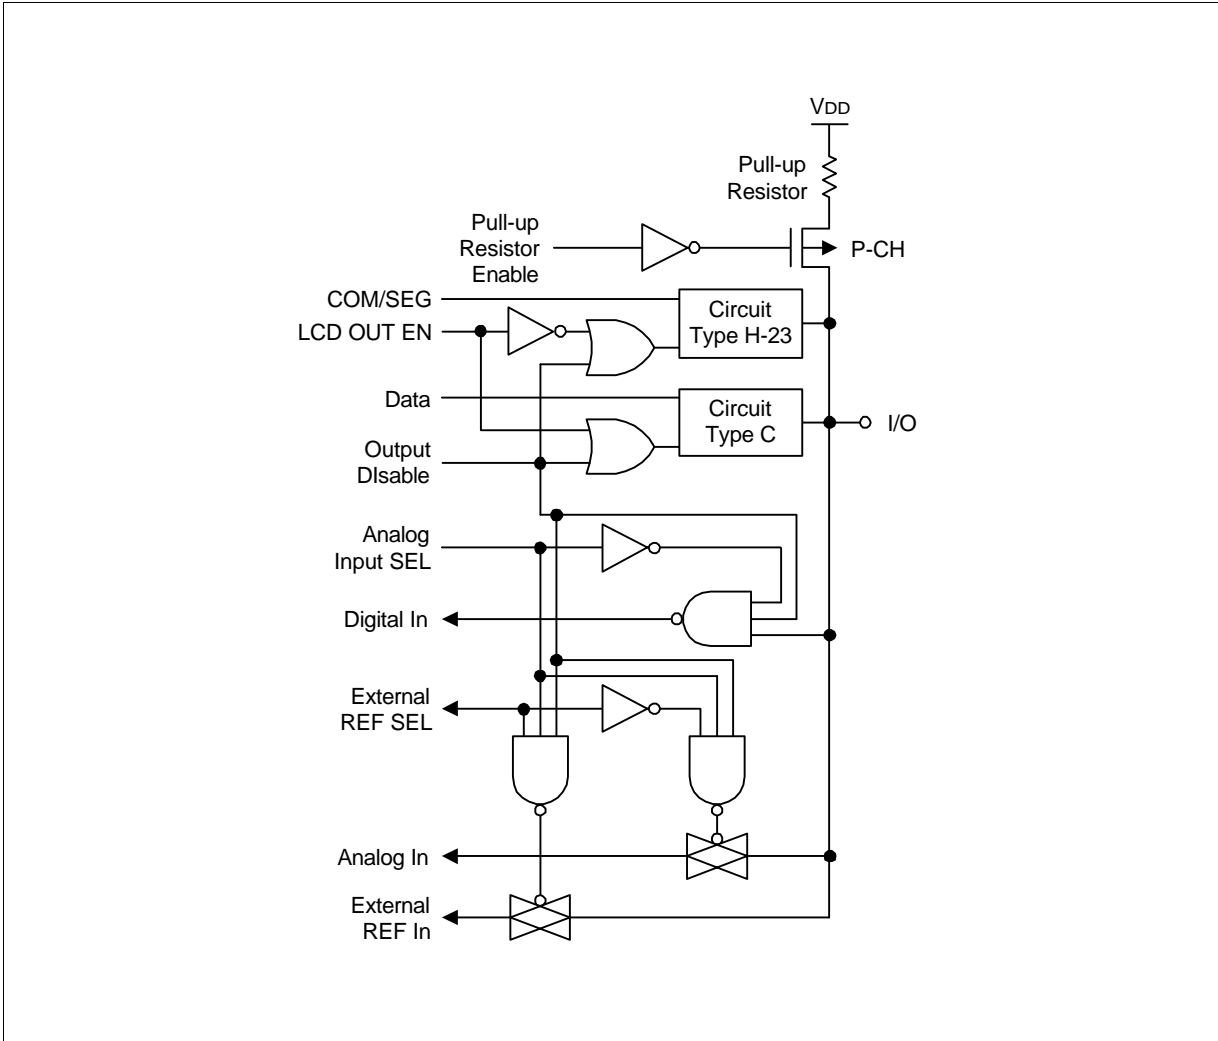 VDD
Pull-up
Resistor
Pull-up
Resistor
Enable
P-CH
COM/SEG
LCD OUT EN
Circuit
Type H-23
Data
Circuit
Type C
I/O
Output
DIsable
Analog
Input SEL
Digital In
External
REF SEL
Analog In
External
REF In